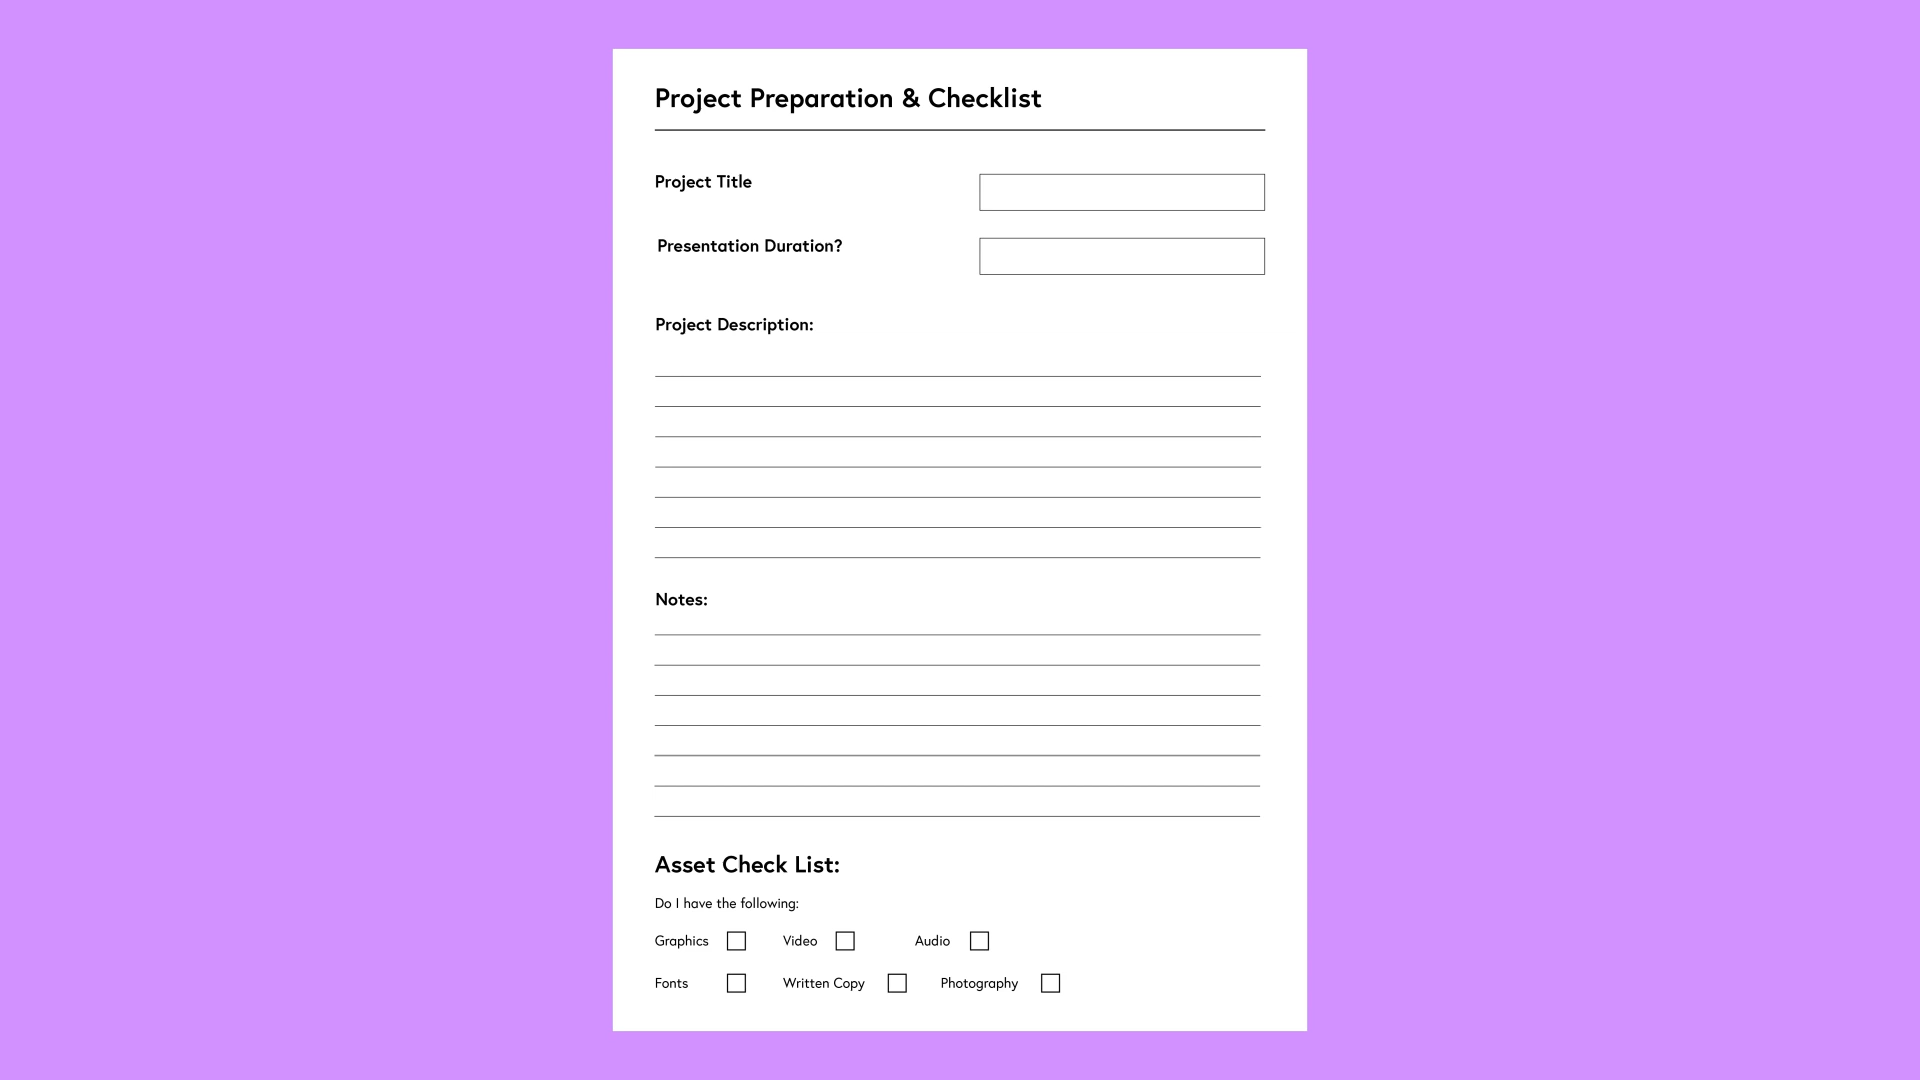 Project Preparation & Checklist
Project Title
Presentation Duration?
Project Description:
Notes:
Asset Check List:
Do I have the following:
Graphics Video Audio
Fonts Written Copy Photography